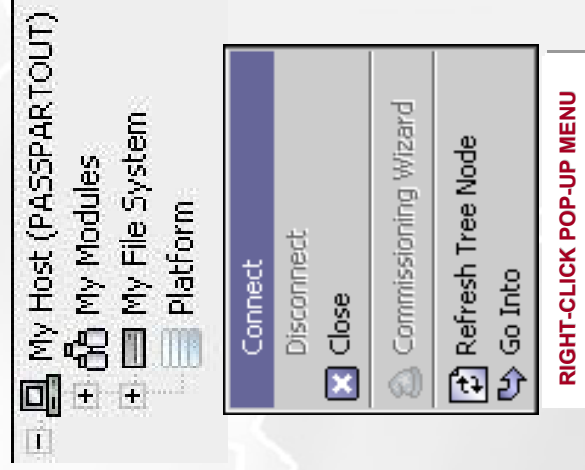 My Host (PASSPARTOUT)
My Modules
My File System
Platform
Connect
Disconnect
Close
Commissioning Wizard
Refresh Tree Node
Go Into
RIGHT-CLICK POP-UP MENU